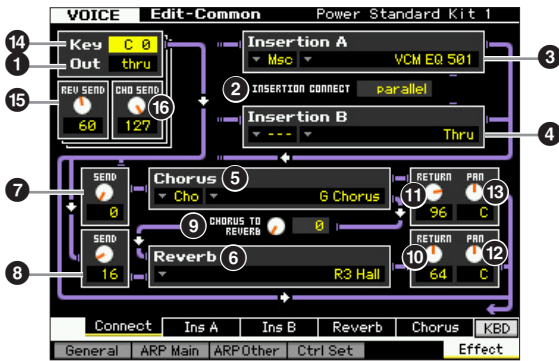 VOICE Edit-Common Power Standard Kit 1
14 Key C 0
1 Out thru
Insertion A
Msc VCM EQ 501 3
15 REV SEND CHO SEND 16
60 127
2 INSERTION CONNECT parallel
Insertion B
--- Thru 4
7 SEND 0
Chorus 5
Cho G Chorus
11 RETURN PAN 13
96 C
9 CHORUS TO REVERB 0
8 SEND 16
Reverb 6
R3 Hall
10 RETURN PAN 12
64 C
Connect Ins A Ins B Reverb Chorus KBD
General ARP Main ARP Other Ctrl Set Effect